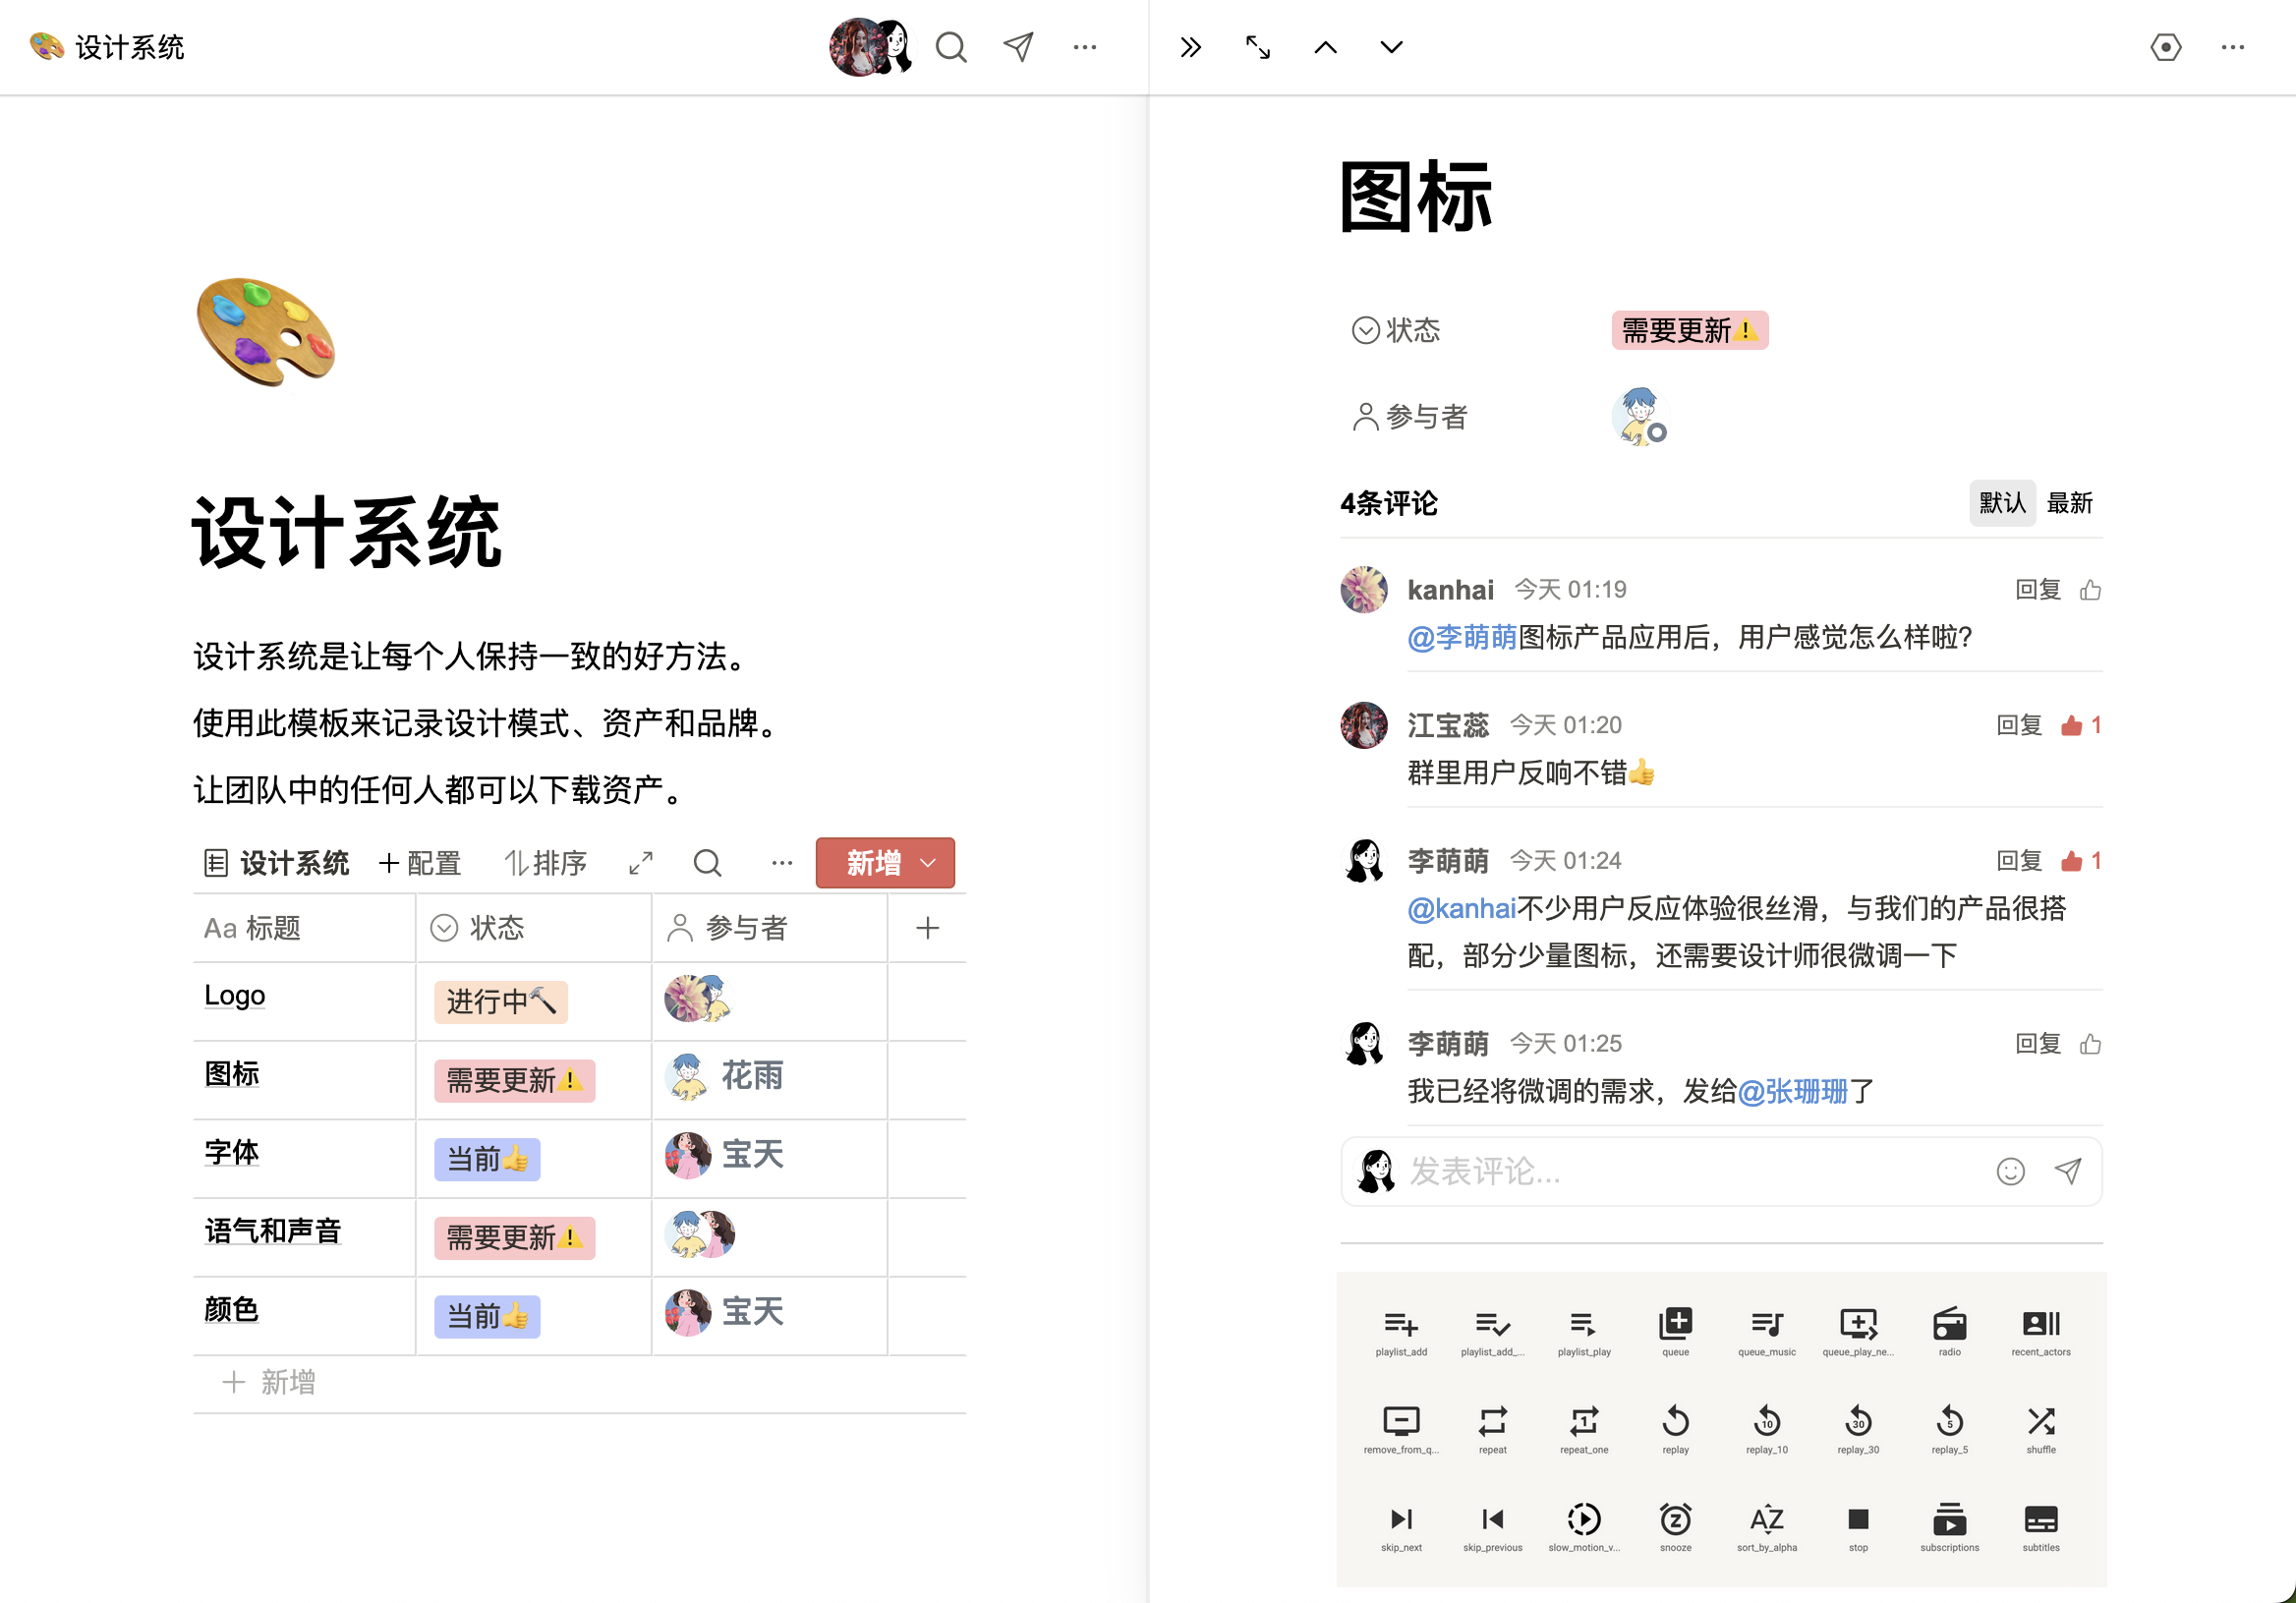 设计系统
设计系统
设计系统是让每个人保持一致的好方法。
使用此模板来记录设计模式、资产和品牌。
让团队中的任何人都可以下载资产。
设计系统 配置 排序 新增
Aa 标题 状态 参与者
Logo 进行中
图标 需要更新 花雨
字体 当前 宝天
语气和声音 需要更新
颜色 当前 宝天
新增
图标
状态 需要更新
参与者
4条评论 默认 最新
kanhai 今天 01:19 回复
@李萌萌图标产品应用后，用户感觉怎么样啦?
江宝蕊 今天 01:20 回复 1
群里用户反响不错
李萌萌 今天 01:24 回复 1
@kanhai不少用户反应体验很丝滑，与我们的产品很搭
配，部分少量图标，还需要设计师很微调一下
李萌萌 今天 01:25 回复
我已经将微调的需求，发给@张珊珊了
发表评论...
playlist_add playlist_add_... playlist_play queue queue_music queue_play_ne... radio recent_actors
1 10 30 5
remove_from_q... repeat repeat_one replay replay_10 replay_30 replay_5 shuffle
Z AZ
skip_next skip_previous slow_motion_v... snooze sort_by_alpha stop subscriptions subtitles